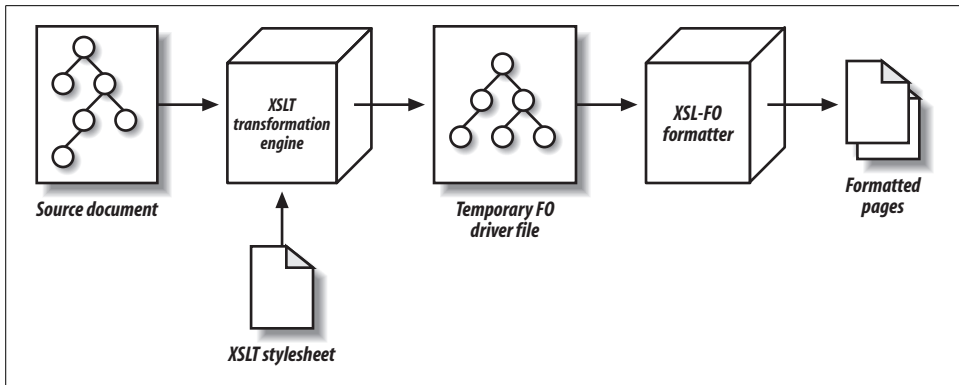 XSLT
transformation
engine
XSL-FO
formatter
Source document
Temporary FO
driver file
Formatted
pages
XSLT stylesheet